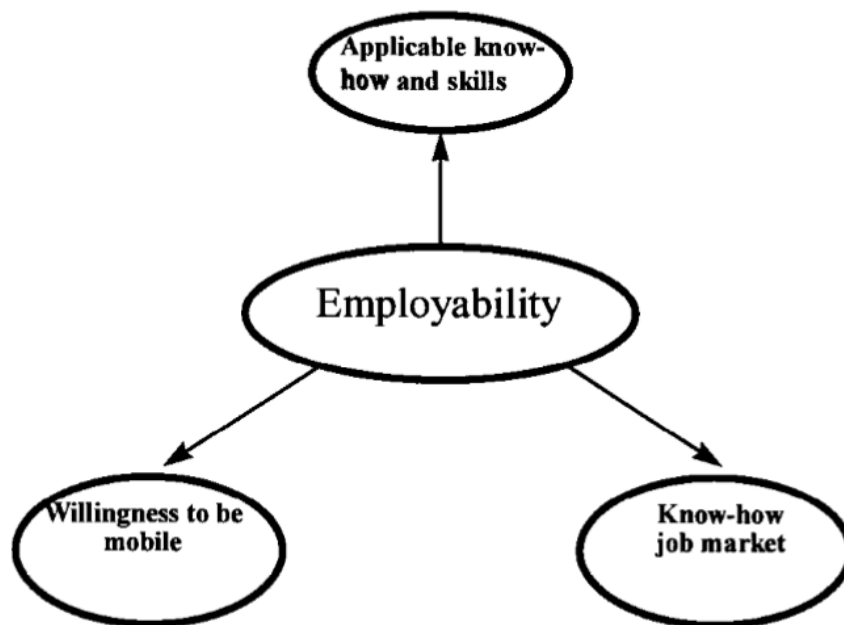 Applicable know-
how and skills
Employability
Willingness to be
mobile
Know-how
job market